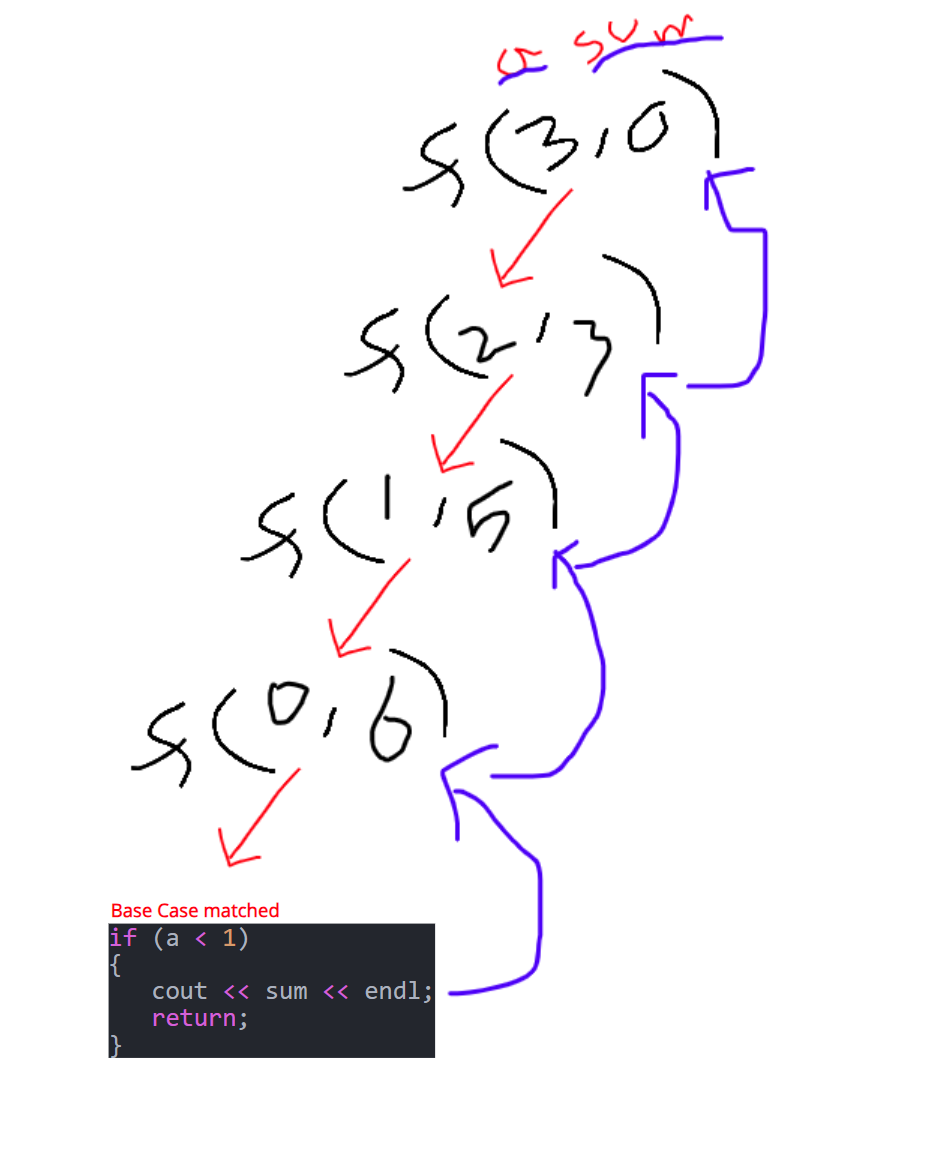 a sum
f(3,0)
f(2,3)
f(1,5)
f(0,6)
Base Case matched
if (a < 1)
{
cout << sum << endl;
return;
}